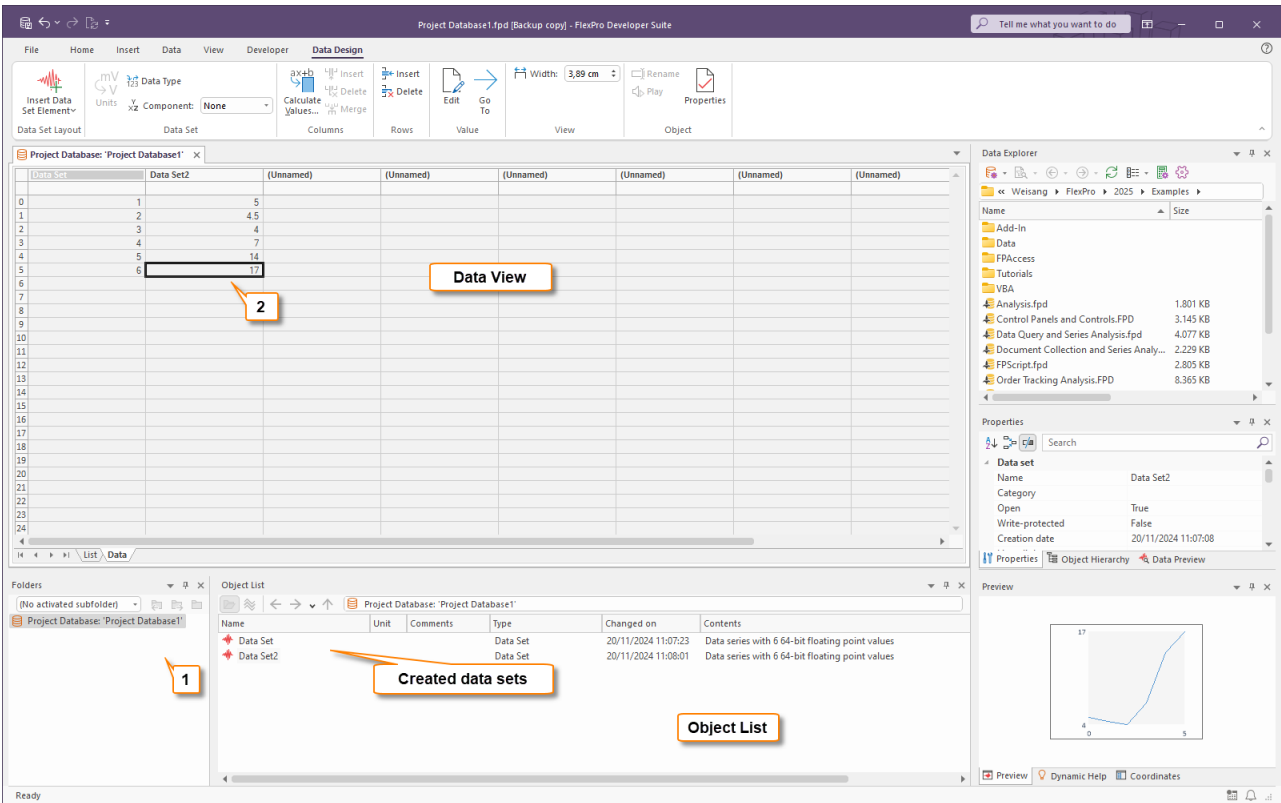 Project Database1.fpd [Backup copy] - FlexPro Developer Suite
Tell me what you want to do
File Home Insert Data View Developer Data Design
Insert Data Set Element
mV V Units
123 Data Type
Y XZ Component: None
ax+b Calculate Values...
Insert
Delete
Merge
Insert
Delete
Edit
Go To
Width: 3,89 cm
Rename
Play
Properties
Data Set Layout Data Set Columns Rows Value View Object
Project Database: 'Project Database1'
Data Set Data Set2 (Unnamed) (Unnamed) (Unnamed) (Unnamed) (Unnamed) (Unnamed)
0 1 5
1 2 4.5
2 3 4
3 4 7
4 5 14
5 6 17
6
7
8
9
10
11
12
13
14
15
16
17
18
19
20
21
22
23
24
Data View
2
List Data
Data Explorer
« Weisang FlexPro 2025 Examples
Name Size
Add-In
Data
FPAccess
Tutorials
VBA
Analysis.fpd 1.801 KB
Control Panels and Controls.FPD 3.145 KB
Data Query and Series Analysis.fpd 4.077 KB
Document Collection and Series Analy... 2.229 KB
FPScript.fpd 2.805 KB
Order Tracking Analysis.FPD 8.365 KB
Properties
Search
Data set
Name Data Set2
Category
Open True
Write-protected False
Creation date 20/11/2024 11:07:08
Properties Object Hierarchy Data Preview
Folders
(No activated subfolder)
Project Database: 'Project Database1'
1
Object List
Project Database: 'Project Database1'
Name Unit Comments Type Changed on Contents
Data Set Data Set 20/11/2024 11:07:23 Data series with 6 64-bit floating point values
Data Set2 Data Set 20/11/2024 11:08:01 Data series with 6 64-bit floating point values
Created data sets
Object List
Preview
17
4
0 5
Preview Dynamic Help Coordinates
Ready